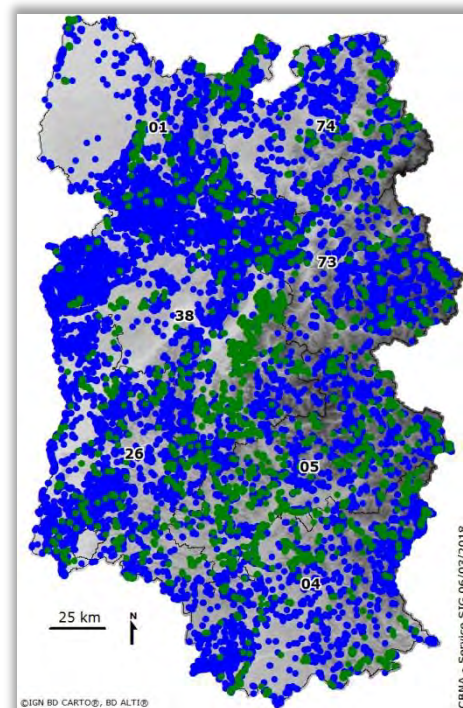 01
74
73
38
26
05
04
25 km
N
©IGN BD CARTO®, BD ALTI®
CBNA - Service SIG 06/03/2018